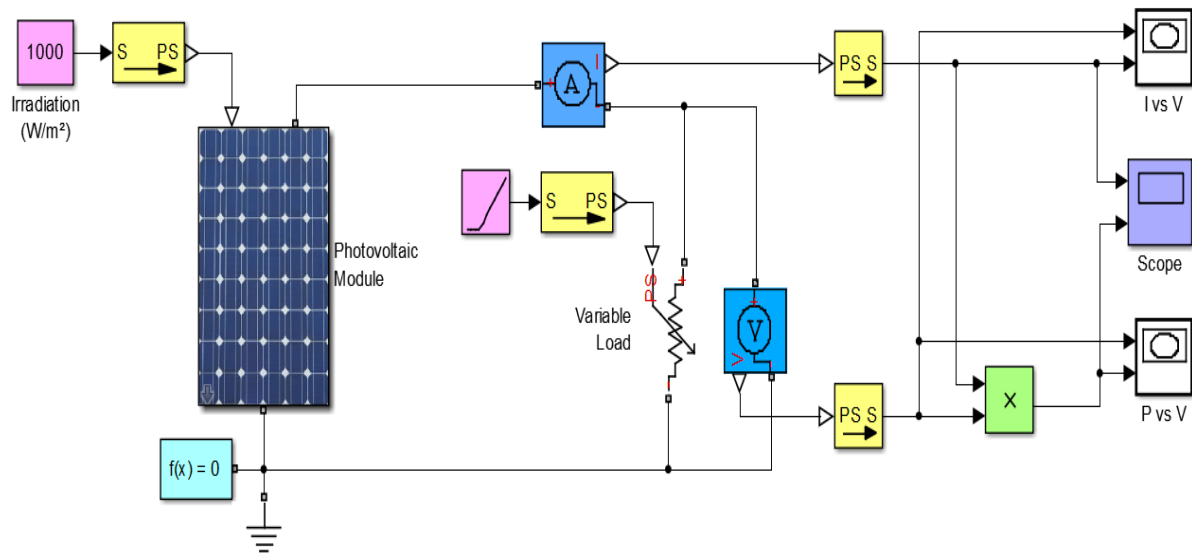 1000
S PS
Irradiation
(W/m²)
Photovoltaic
Module
f(x) = 0
+
A
I
-
S PS
PS
+
-
Variable
Load
+
V
V
-
PS S
PS S
X
I vs V
Scope
P vs V